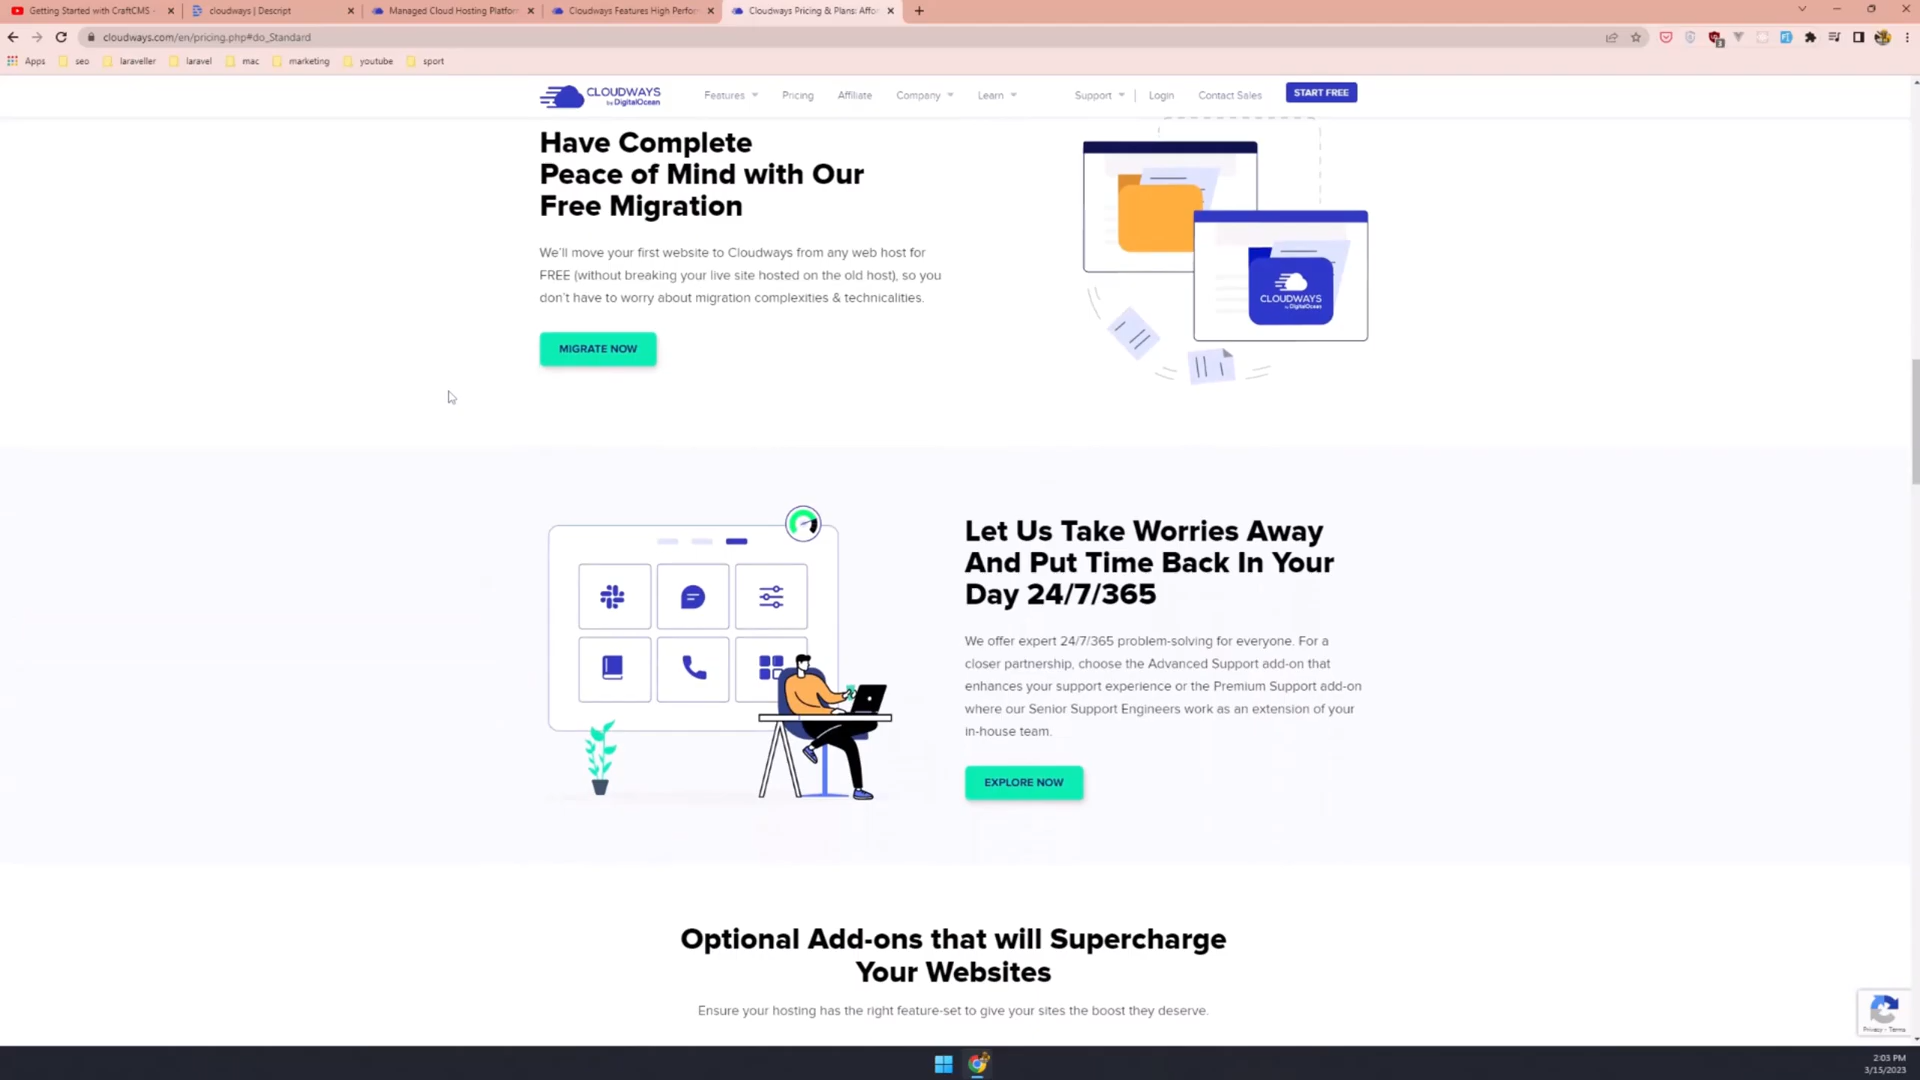 Getting Started with CraftCMS -
cloudways | Descript
Managed Cloud Hosting Platfor
Cloudways Features High Perfor
Cloudways Pricing & Plans: Affo
cloudways.com/en/pricing.php#do_Standard
Apps
seo
laraveller
laravel
mac
marketing
youtube
sport
CLOUDWAYS
by DigitalOcean
Features
Pricing
Affiliate
Company
Learn
Support
Login
Contact Sales
START FREE
Have Complete
Peace of Mind with Our
Free Migration
We'll move your first website to Cloudways from any web host for
FREE (without breaking your live site hosted on the old host), so you
don't have to worry about migration complexities & technicalities.
MIGRATE NOW
CLOUDWAYS
by DigitalOcean
Let Us Take Worries Away
And Put Time Back In Your
Day 24/7/365
We offer expert 24/7/365 problem-solving for everyone. For a
closer partnership, choose the Advanced Support add-on that
enhances your support experience or the Premium Support add-on
where our Senior Support Engineers work as an extension of your
in-house team.
EXPLORE NOW
Optional Add-ons that will Supercharge
Your Websites
Ensure your hosting has the right feature-set to give your sites the boost they deserve.
Privacy - Terms
2:03 PM
3/15/2023